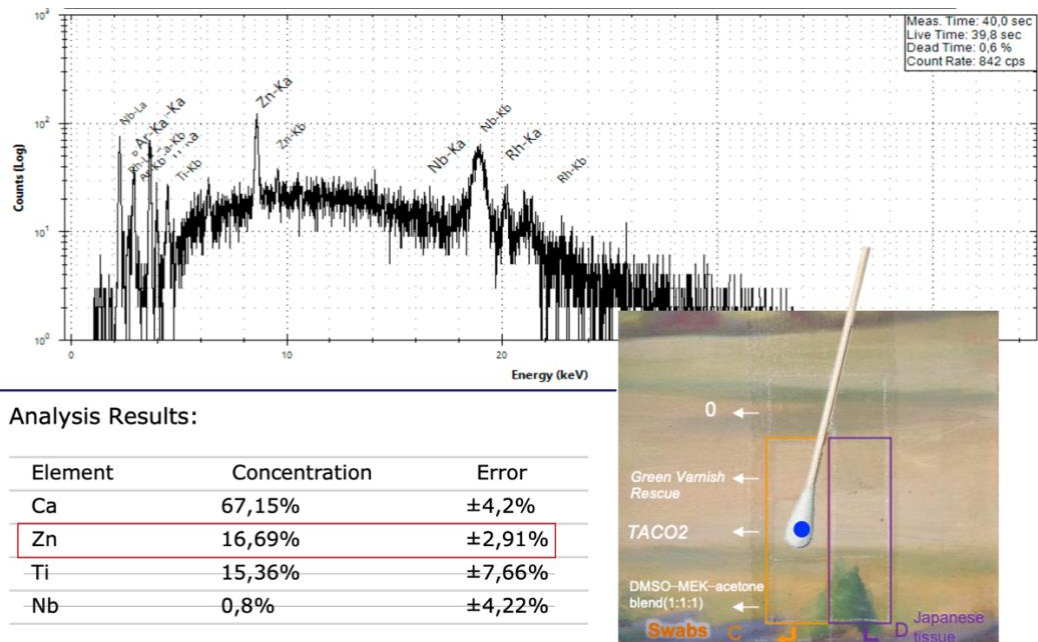 10³
Meas. Time: 40,0 sec
Live Time: 39,8 sec
Dead Time: 0,6 %
Count Rate: 842 cps
10²
10¹
10⁰
Counts (Log)
Nb-La
Ar-Ka
Ti-Kb
Zn-Ka
Zn-Kb
Nb-Ka
Nb-Kb
Rh-Ka
Rh-Kb
0
10
20
Energy (keV)
Analysis Results:
Element Concentration Error
Ca 67,15% ±4,2%
Zn 16,69% ±2,91%
Ti 15,36% ±7,66%
Nb 0,8% ±4,22%
0
Green Varnish
Rescue
TACO2
DMSO-MEK-acetone
blend(1:1:1)
Swabs C
D Japanese
tissue